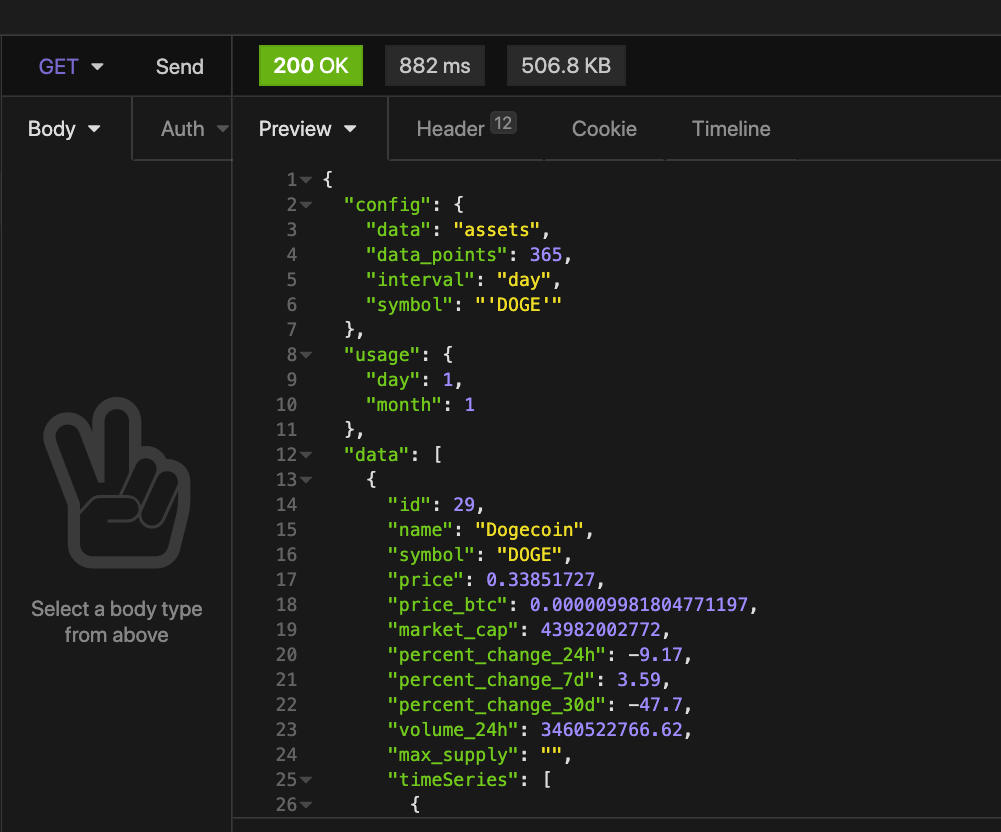 GET Send 200 OK 882 ms 506.8 KB
Body Auth Preview Header 12 Cookie Timeline
1 {
2 "config": {
3 "data": "assets",
4 "data_points": 365,
5 "interval": "day",
6 "symbol": "'DOGE'"
7 },
8 "usage": {
9 "day": 1,
10 "month": 1
11 },
12 "data": [
13 {
14 "id": 29,
15 "name": "Dogecoin",
16 "symbol": "DOGE",
17 "price": 0.33851727,
18 "price_btc": 0.000009981804771197,
19 "market_cap": 43982002772,
20 "percent_change_24h": -9.17,
21 "percent_change_7d": 3.59,
22 "percent_change_30d": -47.7,
23 "volume_24h": 3460522766.62,
24 "max_supply": "",
25 "timeSeries": [
26 {
Select a body type
from above